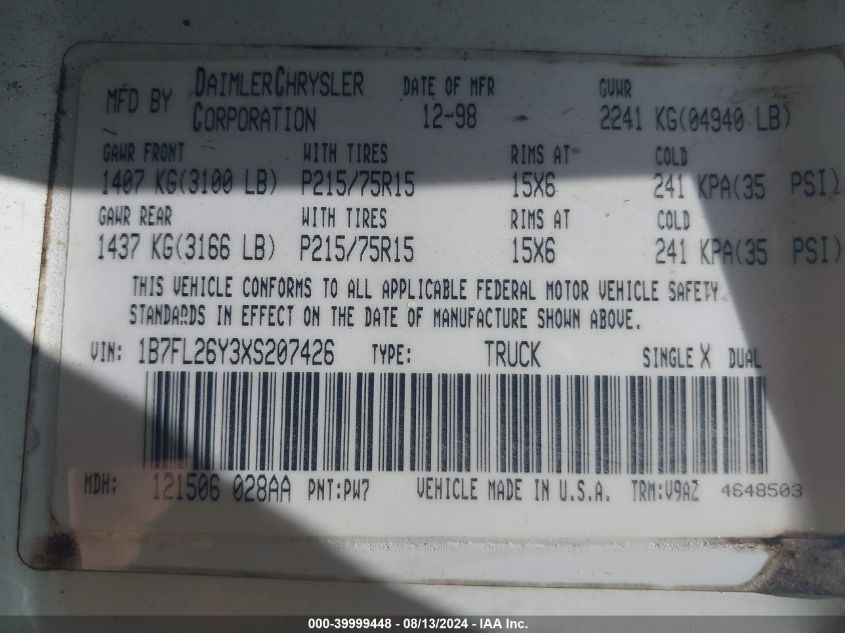 MFD BY DAIMLERCHRYSLER CORPORATION DATE OF MFR 12-98 GVWR 2241 KG(04940 LB)
GAWR FRONT WITH TIRES RIMS AT COLD
1407 KG(3100 LB) P215/75R15 15X6 241 KPA(35 PSI)
GAWR REAR WITH TIRES RIMS AT COLD
1437 KG(3166 LB) P215/75R15 15X6 241 KPA(35 PSI)
THIS VEHICLE CONFORMS TO ALL APPLICABLE FEDERAL MOTOR VEHICLE SAFETY
STANDARDS IN EFFECT ON THE DATE OF MANUFACTURE SHOWN ABOVE.
VIN: 1B7FL26Y3XS207426 TYPE: TRUCK SINGLE X DUAL
MDH: 121506 028AA PNT:PW7 VEHICLE MADE IN U.S.A. TRM:V9AZ 4648503
000-39999448 - 08/13/2024 - IAA Inc.